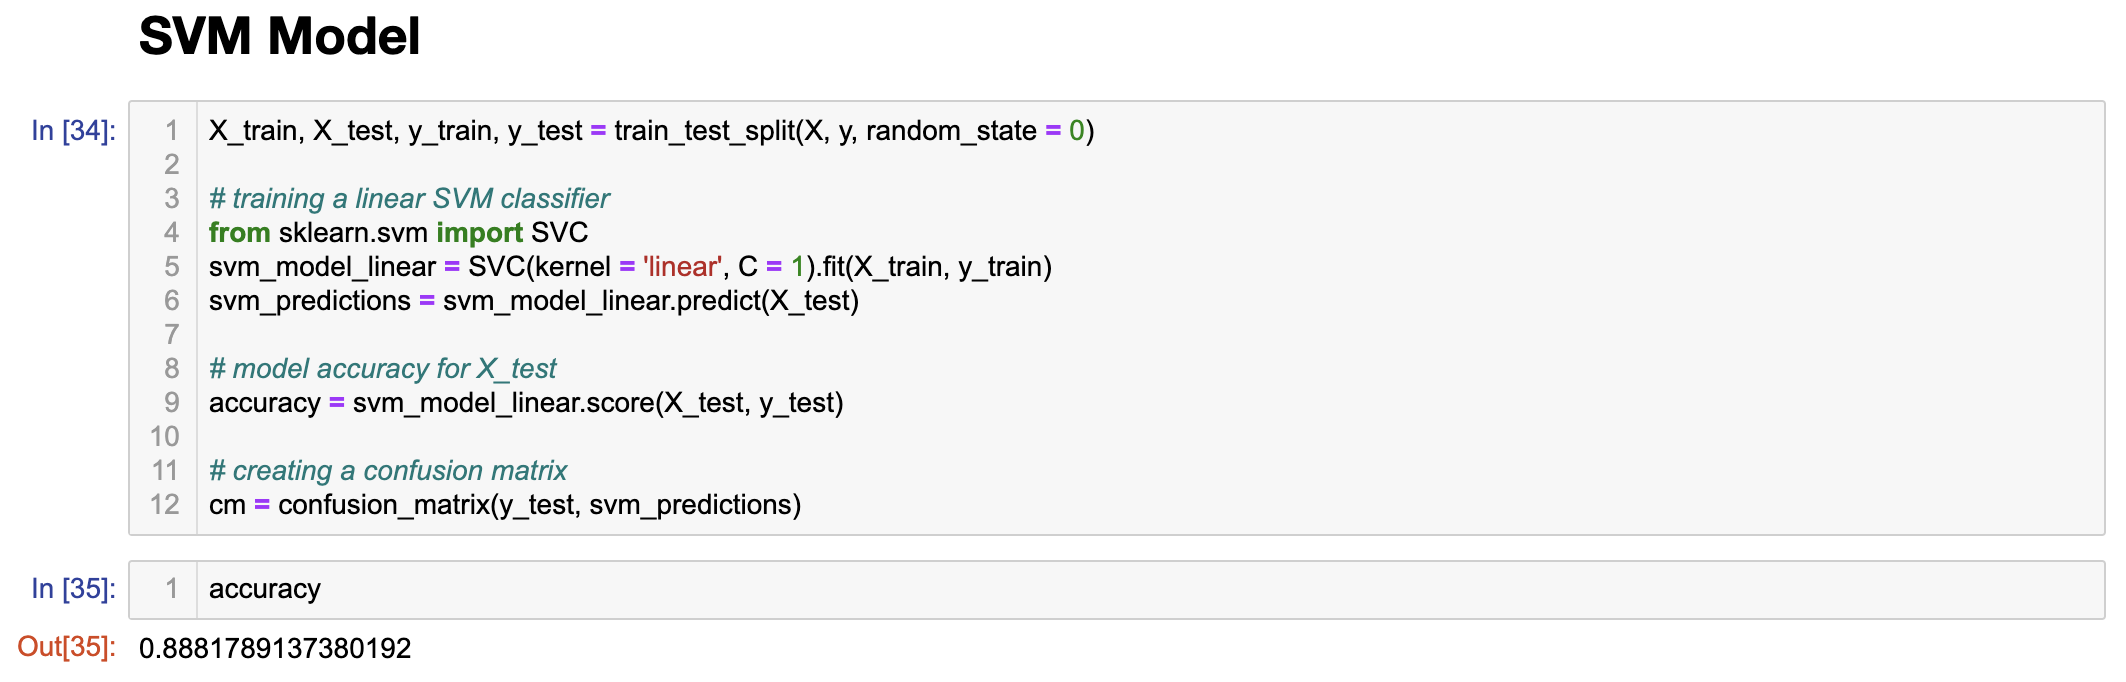 SVM Model
In [34]:
1 X_train, X_test, y_train, y_test = train_test_split(X, y, random_state = 0)
2
3 # training a linear SVM classifier
4 from sklearn.svm import SVC
5 svm_model_linear = SVC(kernel = 'linear', C = 1).fit(X_train, y_train)
6 svm_predictions = svm_model_linear.predict(X_test)
7
8 # model accuracy for X_test
9 accuracy = svm_model_linear.score(X_test, y_test)
10
11 # creating a confusion matrix
12 cm = confusion_matrix(y_test, svm_predictions)
In [35]:
1 accuracy
Out[35]: 0.8881789137380192